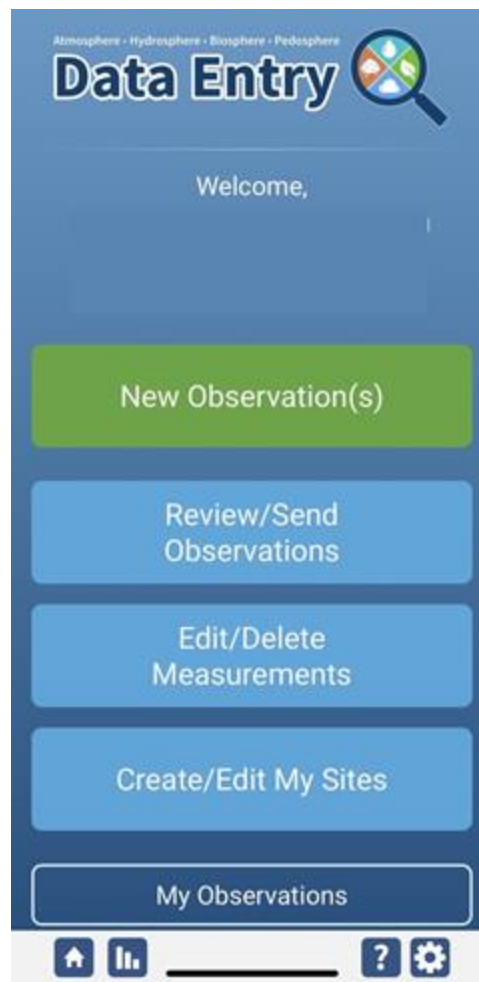 Atmosphere • Hydrosphere • Biosphere • Pedosphere
Data Entry
Welcome,
New Observation(s)
Review/Send
Observations
Edit/Delete
Measurements
Create/Edit My Sites
My Observations
?